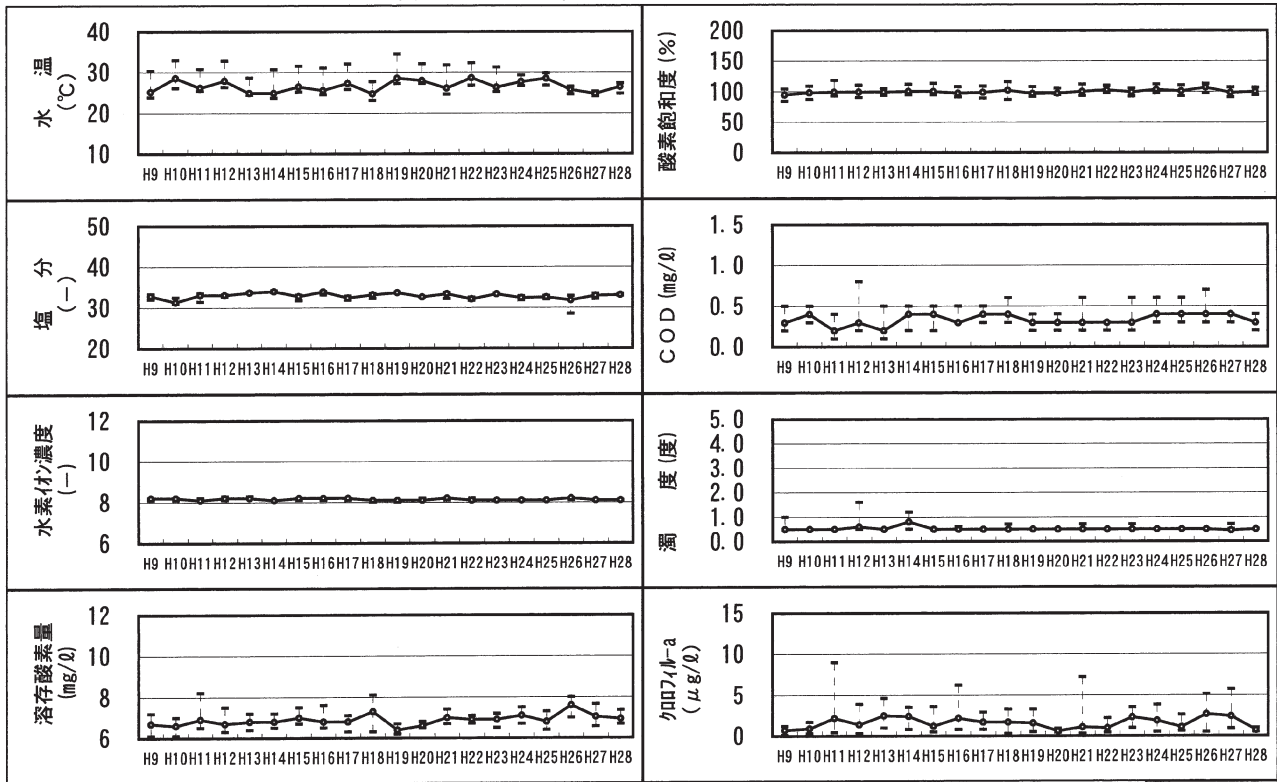 水　温
(℃)
40
30
20
10
H9 H10 H11 H12 H13 H14 H15 H16 H17 H18 H19 H20 H21 H22 H23 H24 H25 H26 H27 H28
酸素飽和度 (%)
200
150
100
50
0
H9 H10 H11 H12 H13 H14 H15 H16 H17 H18 H19 H20 H21 H22 H23 H24 H25 H26 H27 H28
塩　分
(－)
50
40
30
20
H9 H10 H11 H12 H13 H14 H15 H16 H17 H18 H19 H20 H21 H22 H23 H24 H25 H26 H27 H28
COD (mg/ℓ)
1.5
1.0
0.5
0.0
H9 H10 H11 H12 H13 H14 H15 H16 H17 H18 H19 H20 H21 H22 H23 H24 H25 H26 H27 H28
水素ｲｵﾝ濃度
(－)
12
10
8
6
H9 H10 H11 H12 H13 H14 H15 H16 H17 H18 H19 H20 H21 H22 H23 H24 H25 H26 H27 H28
濁　度 (度)
5.0
4.0
3.0
2.0
1.0
0.0
H9 H10 H11 H12 H13 H14 H15 H16 H17 H18 H19 H20 H21 H22 H23 H24 H25 H26 H27 H28
溶存酸素量
(mg/ℓ)
12
10
8
6
H9 H10 H11 H12 H13 H14 H15 H16 H17 H18 H19 H20 H21 H22 H23 H24 H25 H26 H27 H28
ｸﾛﾛﾌｨﾙ-a
(μg/ℓ)
15
10
5
0
H9 H10 H11 H12 H13 H14 H15 H16 H17 H18 H19 H20 H21 H22 H23 H24 H25 H26 H27 H28